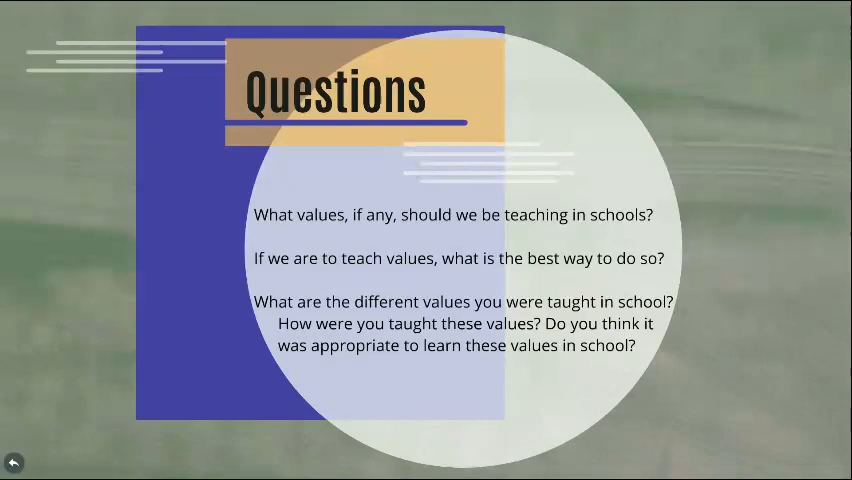 Questions
What values, if any, should we be teaching in schools?
If we are to teach values, what is the best way to do so?
What are the different values you were taught in school?
How were you taught these values? Do you think it
was appropriate to learn these values in school?